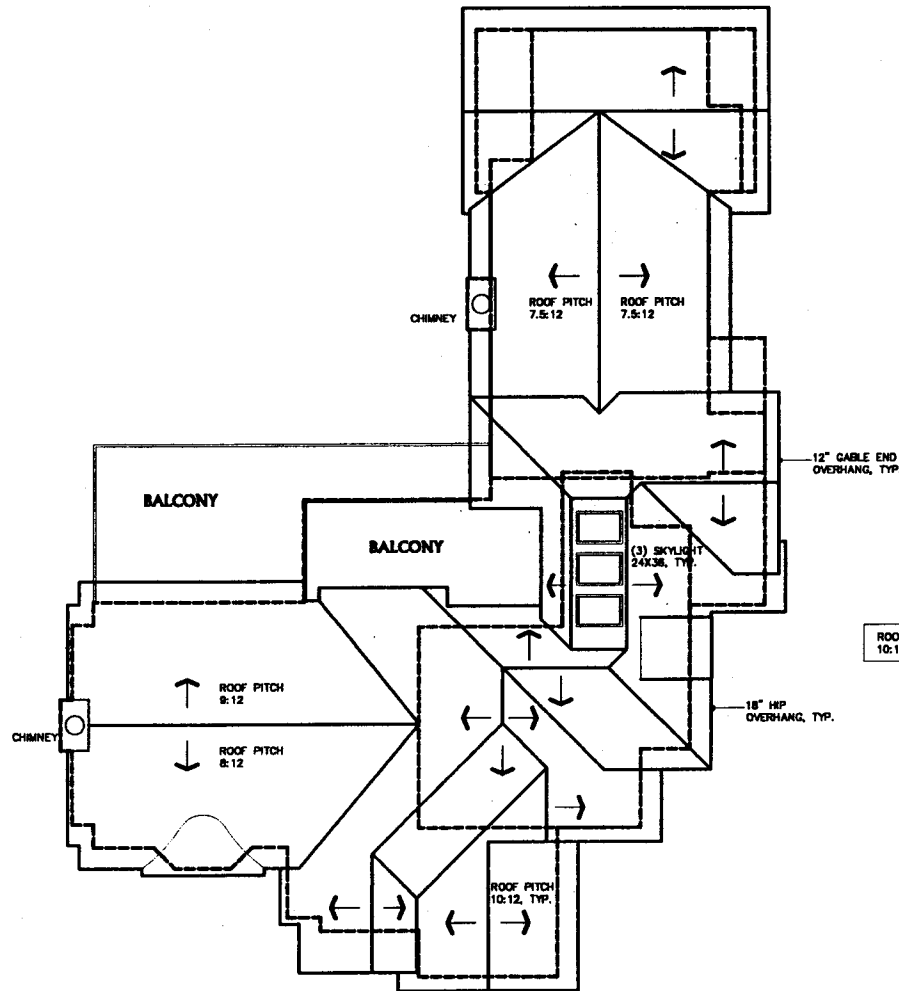 ROOF PITCH
7.5:12
ROOF PITCH
7.5:12
CHIMNEY
12" GABLE END
OVERHANG, TYP
BALCONY
BALCONY
(3) SKYLIGHT
24X36, TYP.
ROOF PITCH
9:12
18" HIP
OVERHANG, TYP.
CHIMNEY
ROOF PITCH
8:12
ROOF PITCH
10:12, TYP.